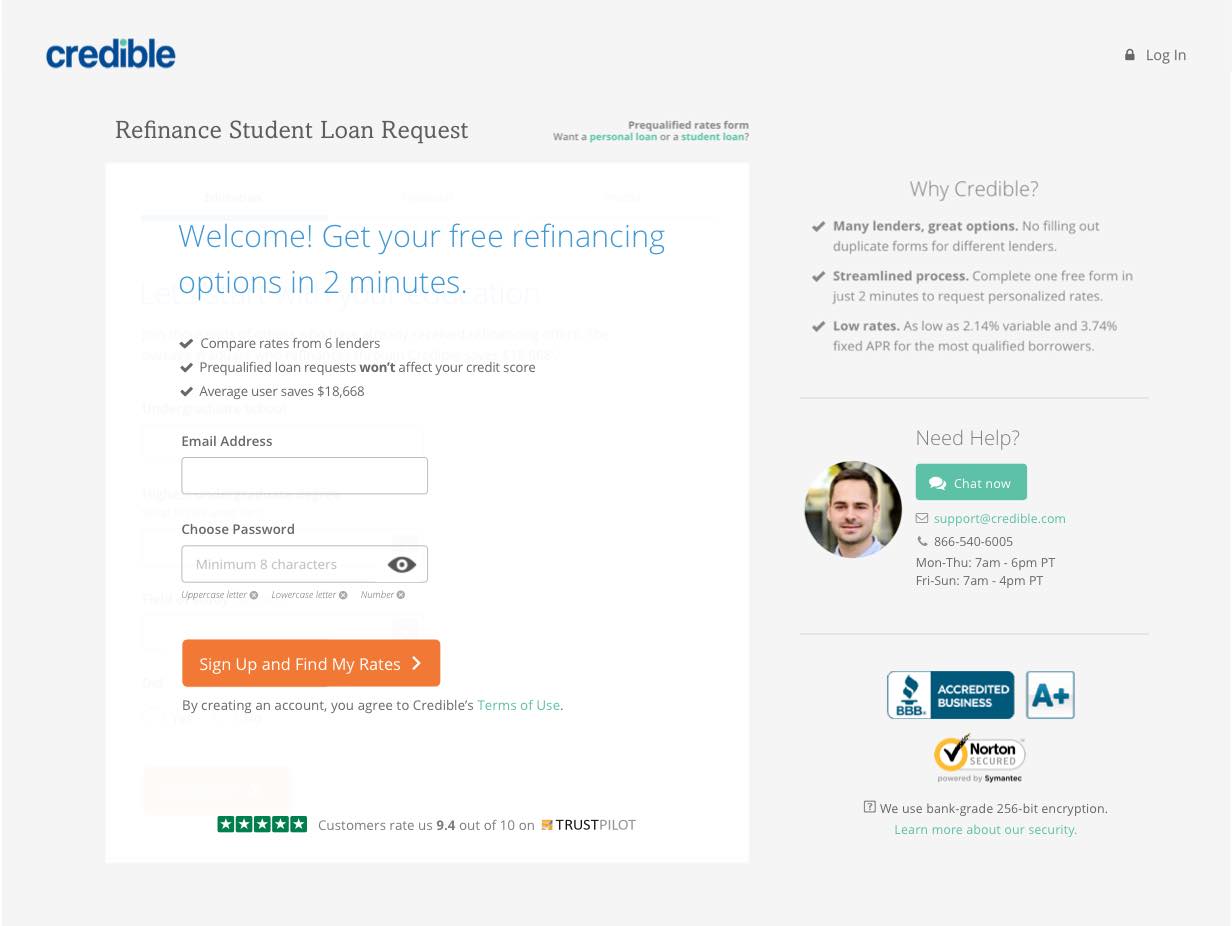 credible
Log In
Refinance Student Loan Request
Prequalified rates form
Want a personal loan or a student loan?
Education
Welcome! Get your free refinancing
options in 2 minutes.
Compare rates from 6 lenders
Prequalified loan requests won't affect your credit score
Average user saves $18,668
Undergraduate school
Email Address
Choose Password
Minimum 8 characters
Uppercase letter
Lowercase letter
Number
Sign Up and Find My Rates
By creating an account, you agree to Credible's Terms of Use.
Customers rate us 9.4 out of 10 on TRUSTPILOT
Why Credible?
Many lenders, great options. No filling out
duplicate forms for different lenders.
Streamlined process. Complete one free form in
just 2 minutes to request personalized rates.
Low rates. As low as 2.14% variable and 3.74%
fixed APR for the most qualified borrowers.
Need Help?
Chat now
support@credible.com
866-540-6005
Mon-Thu: 7am - 6pm PT
Fri-Sun: 7am - 4pm PT
BBB.
ACCREDITED
BUSINESS
A+
Norton
SECURED
powered by Symantec
? We use bank-grade 256-bit encryption.
Learn more about our security.